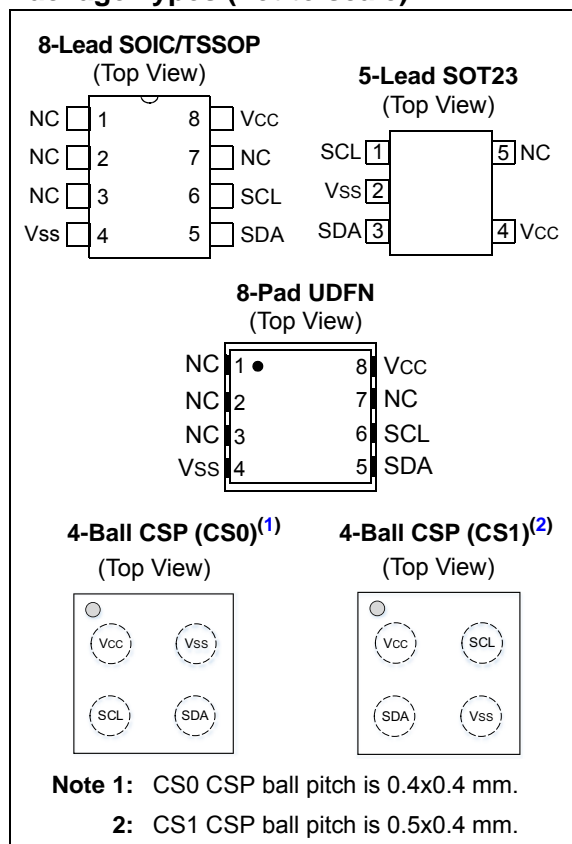 8-Lead SOIC/TSSOP
(Top View)
NC 1 8 VCC
NC 2 7 NC
NC 3 6 SCL
Vss 4 5 SDA
5-Lead SOT23
(Top View)
SCL 1 5 NC
Vss 2
SDA 3 4 VCC
8-Pad UDFN
(Top View)
NC 1 8 VCC
NC 2 7 NC
NC 3 6 SCL
VSS 4 5 SDA
4-Ball CSP (CS0)(1)
(Top View)
VCC VSS
SCL SDA
4-Ball CSP (CS1)(2)
(Top View)
VCC SCL
SDA VSS
Note 1: CS0 CSP ball pitch is 0.4x0.4 mm.
2: CS1 CSP ball pitch is 0.5x0.4 mm.